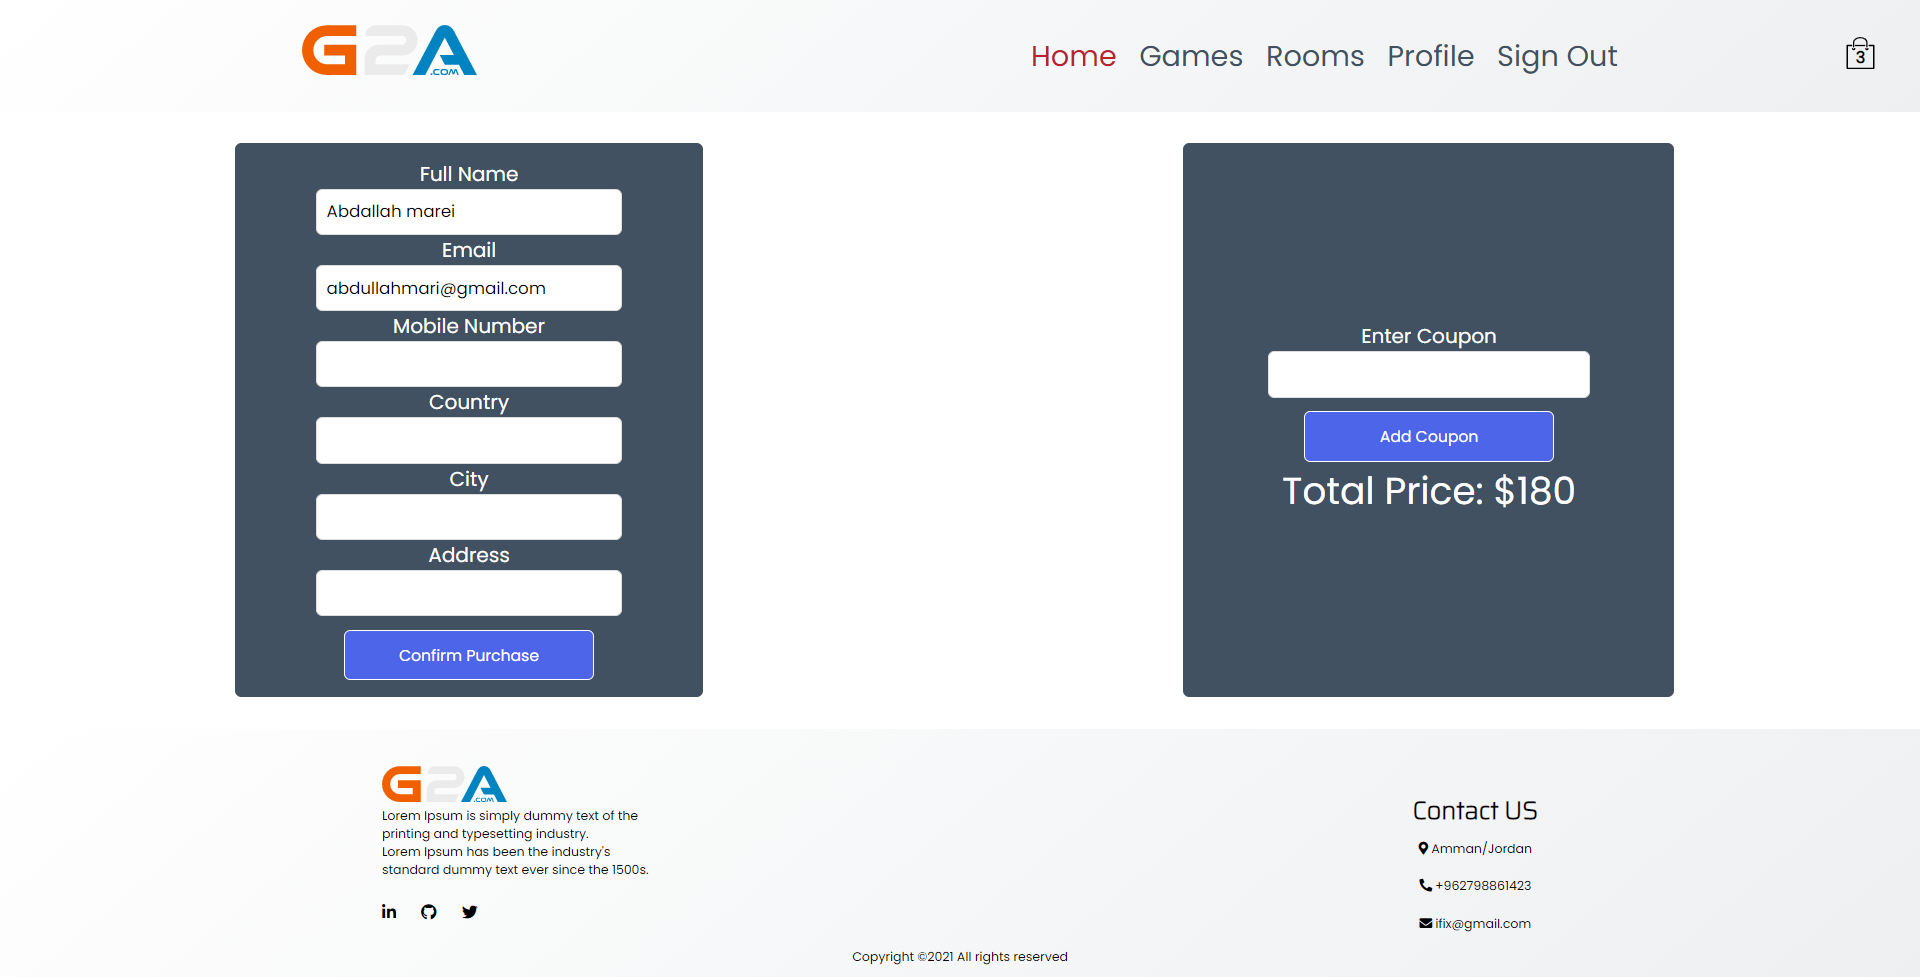 G2A
.COM
Home Games Rooms Profile Sign Out
3
Full Name
Abdallah marei
Email
abdullahmari@gmail.com
Mobile Number
Country
City
Address
Confirm Purchase
Enter Coupon
Add Coupon
Total Price: $180
G2A
.COM
Lorem Ipsum is simply dummy text of the
printing and typesetting industry.
Lorem Ipsum has been the industry's
standard dummy text ever since the 1500s.
in
Contact US
Amman/Jordan
+962798861423
ifix@gmail.com
Copyright ©2021 All rights reserved